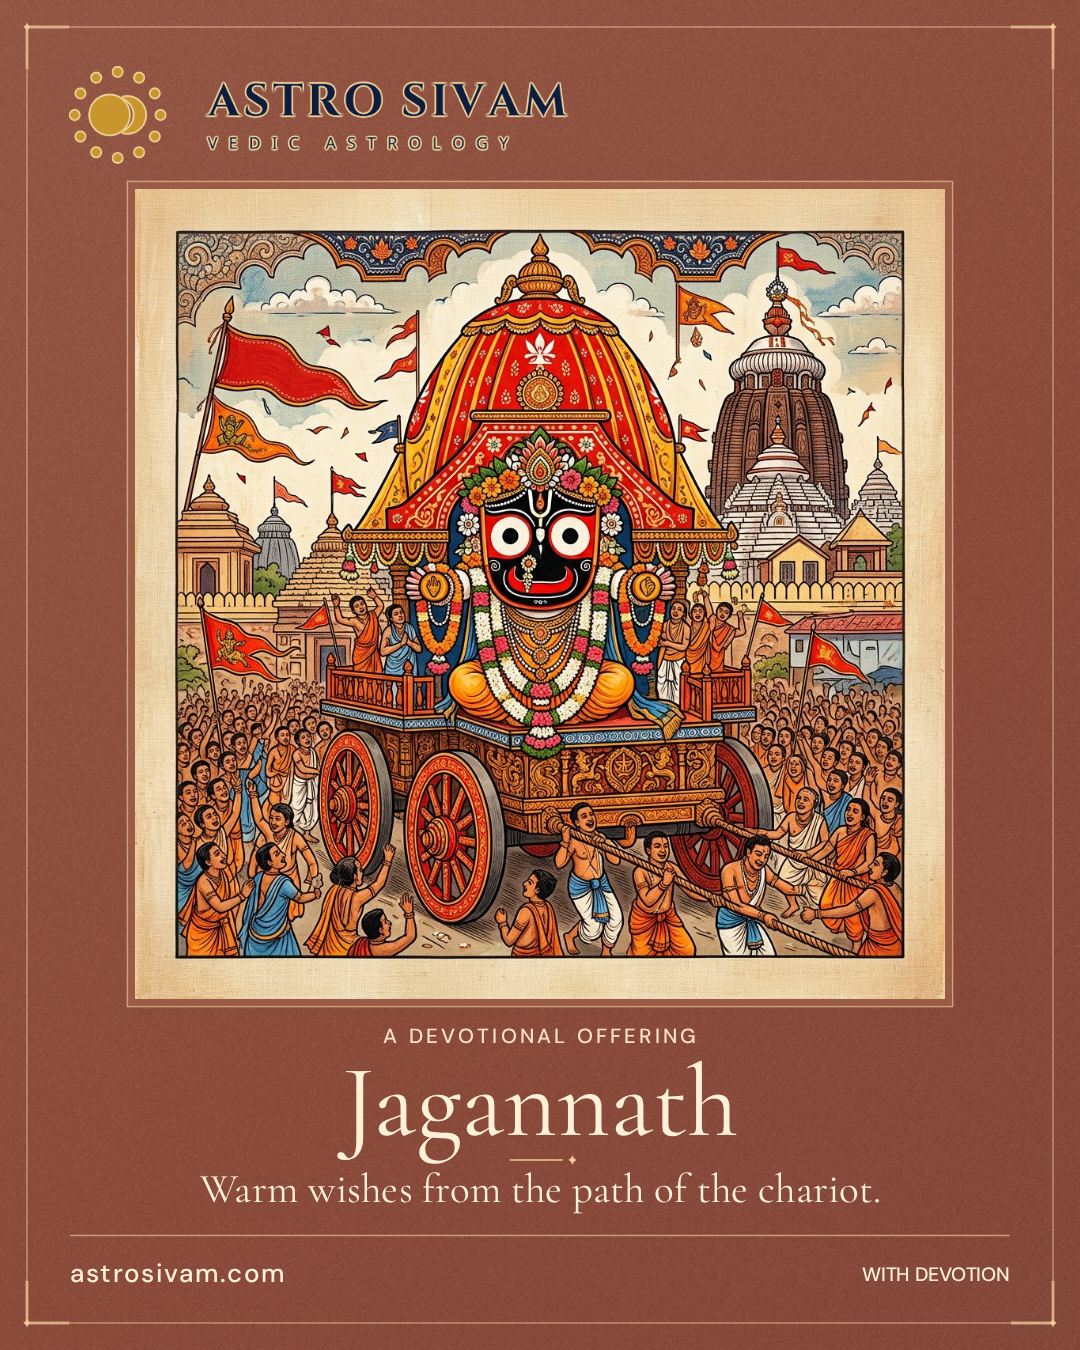 ASTRO SIVAM
VEDIC ASTROLOGY
A DEVOTIONAL OFFERING
Jagannath
Warm wishes from the path of the chariot.
astrosivam.com
WITH DEVOTION